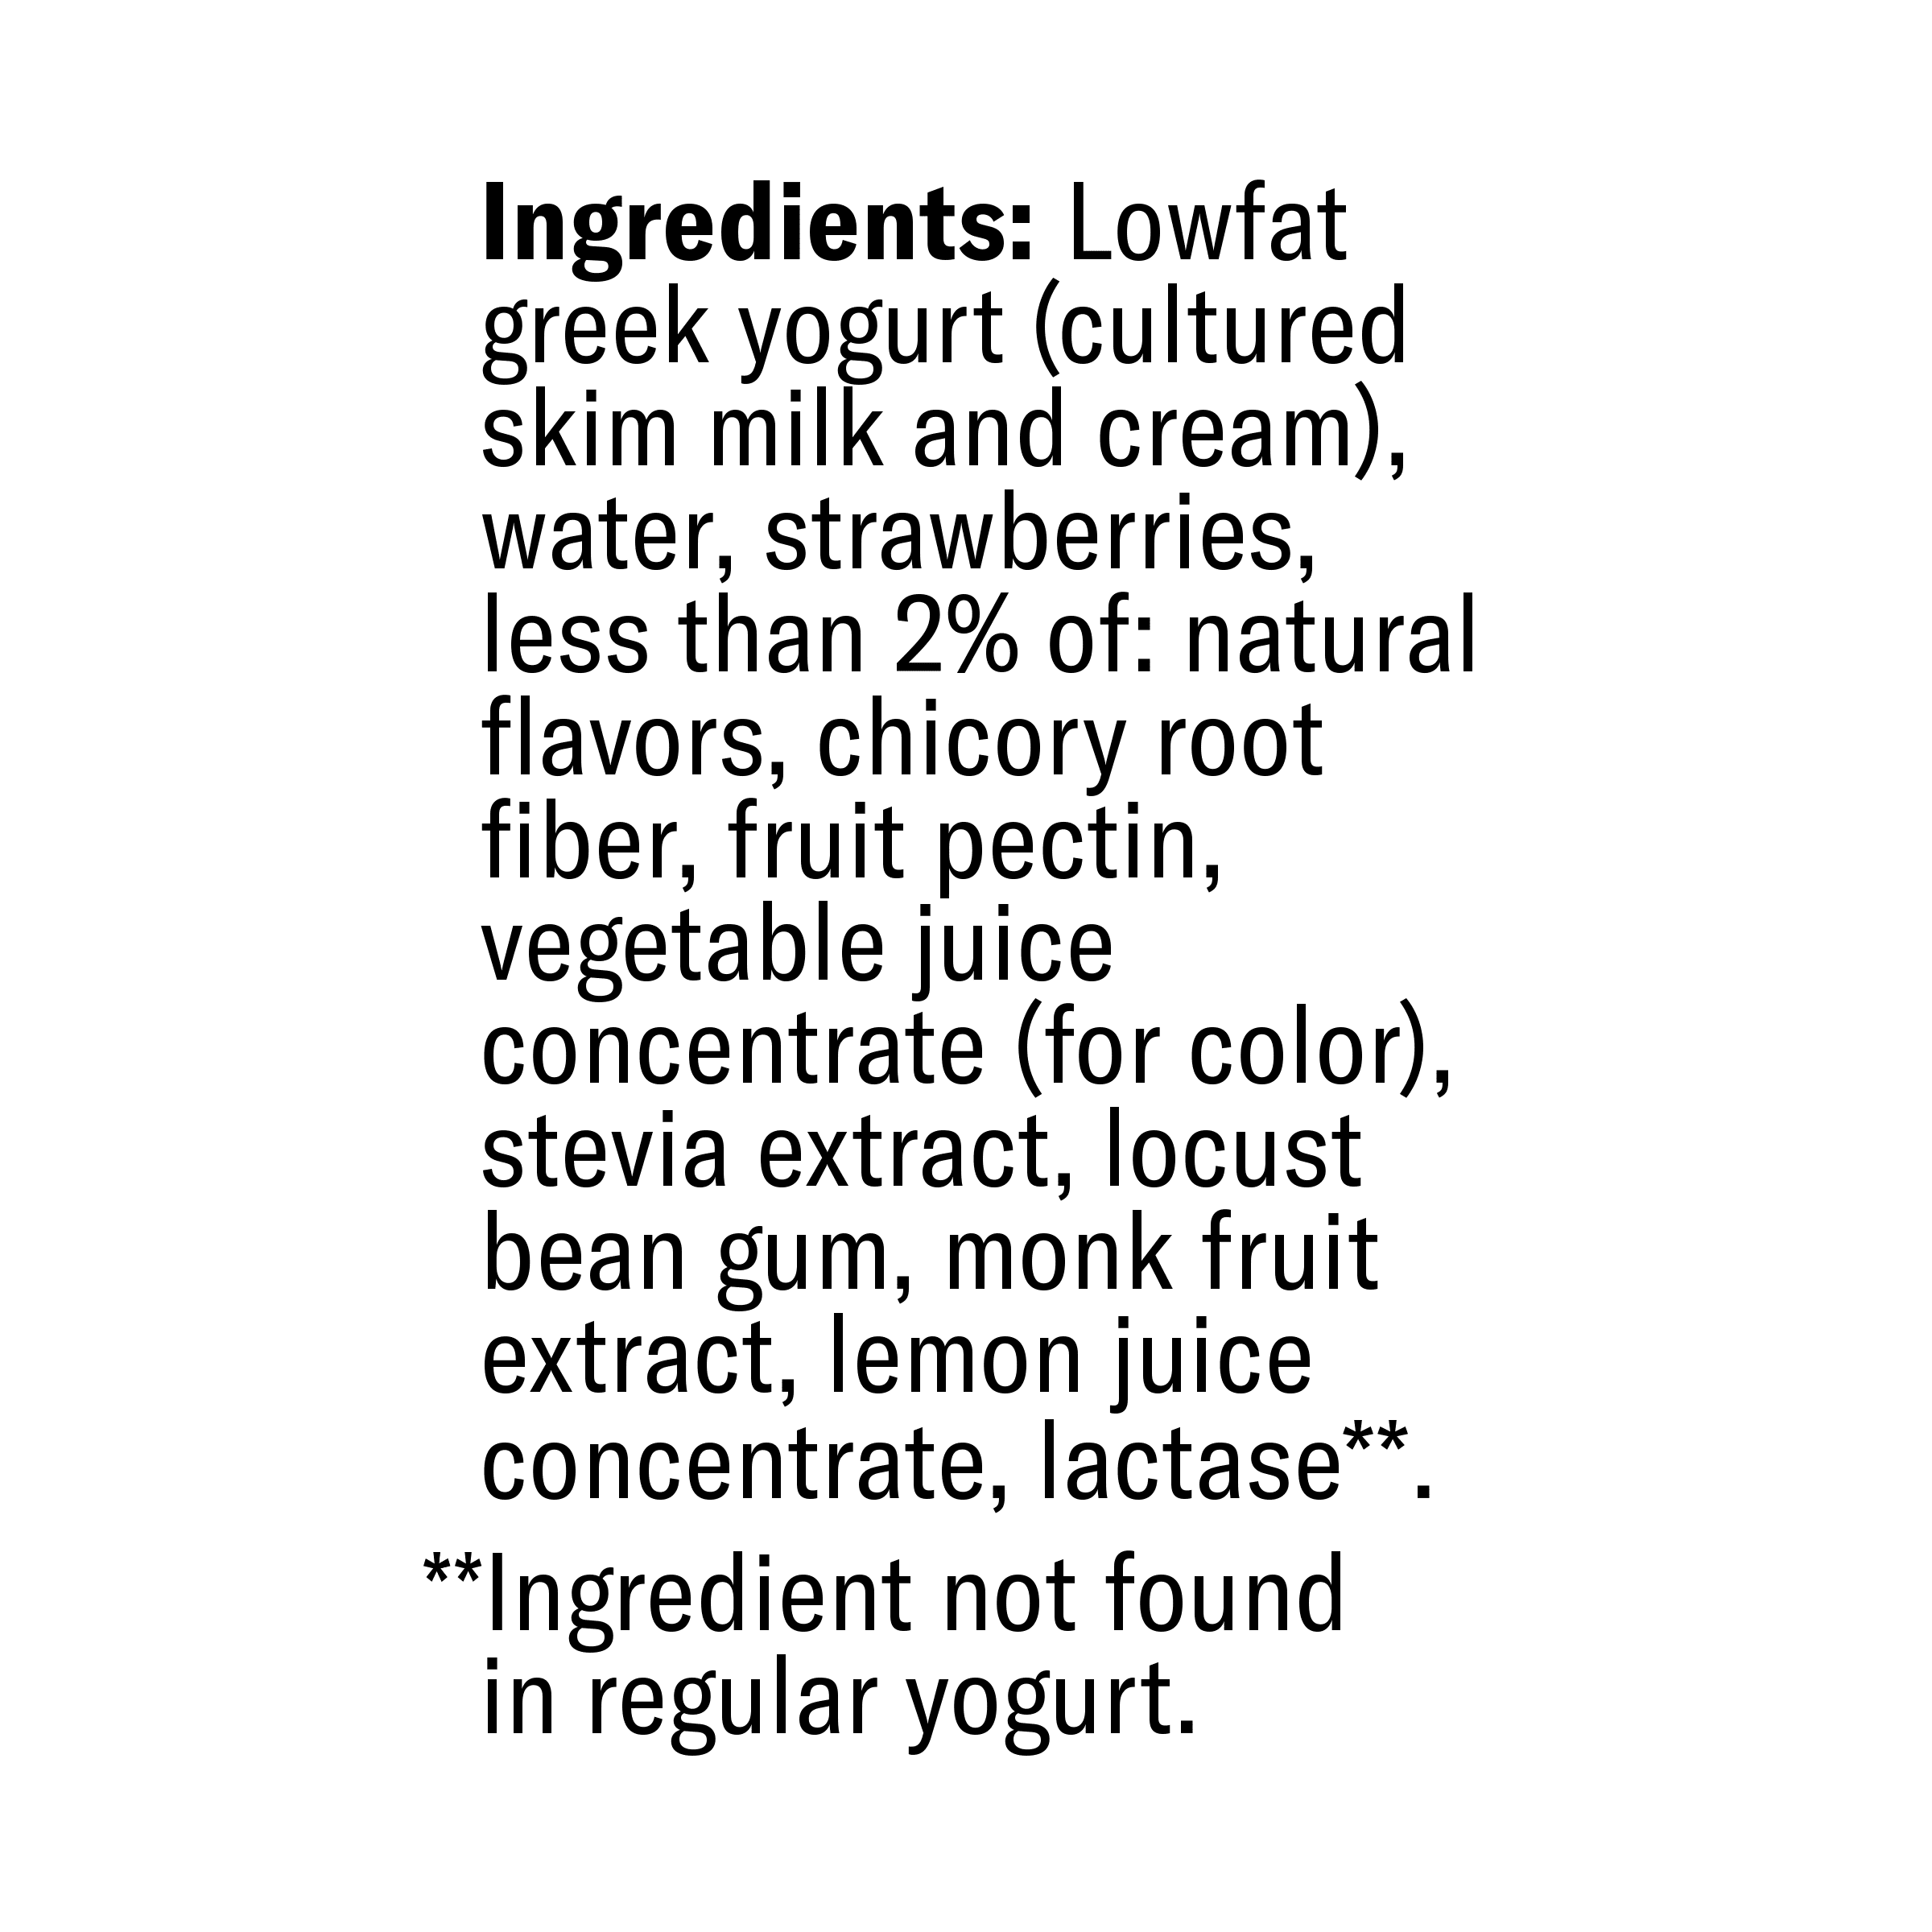 Ingredients: Lowfat
greek yogurt (cultured
skim milk and cream),
water, strawberries,
less than 2% of: natural
flavors, chicory root
fiber, fruit pectin,
vegetable juice
concentrate (for color),
stevia extract, locust
bean gum, monk fruit
extract, lemon juice
concentrate, lactase**.
**Ingredient not found
in regular yogurt.